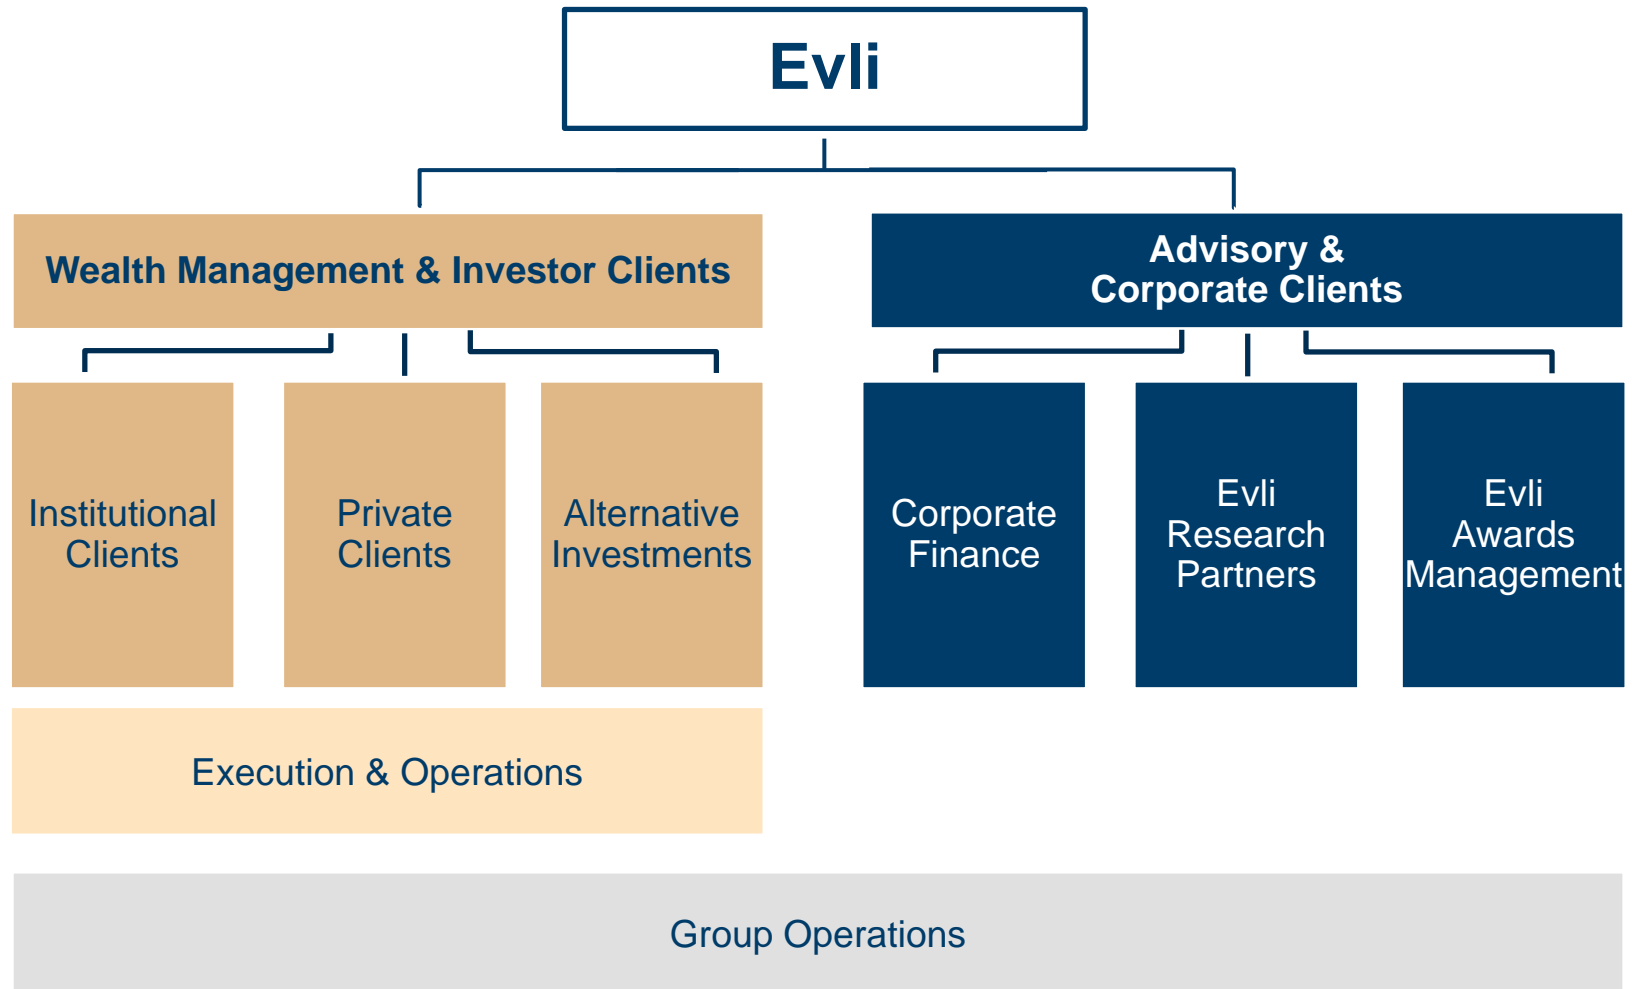 Evli
Wealth Management & Investor Clients
Advisory &
Corporate Clients
Institutional
Clients
Private
Clients
Alternative
Investments
Corporate
Finance
Evli
Research
Partners
Evli
Awards
Management
Execution & Operations
Group Operations